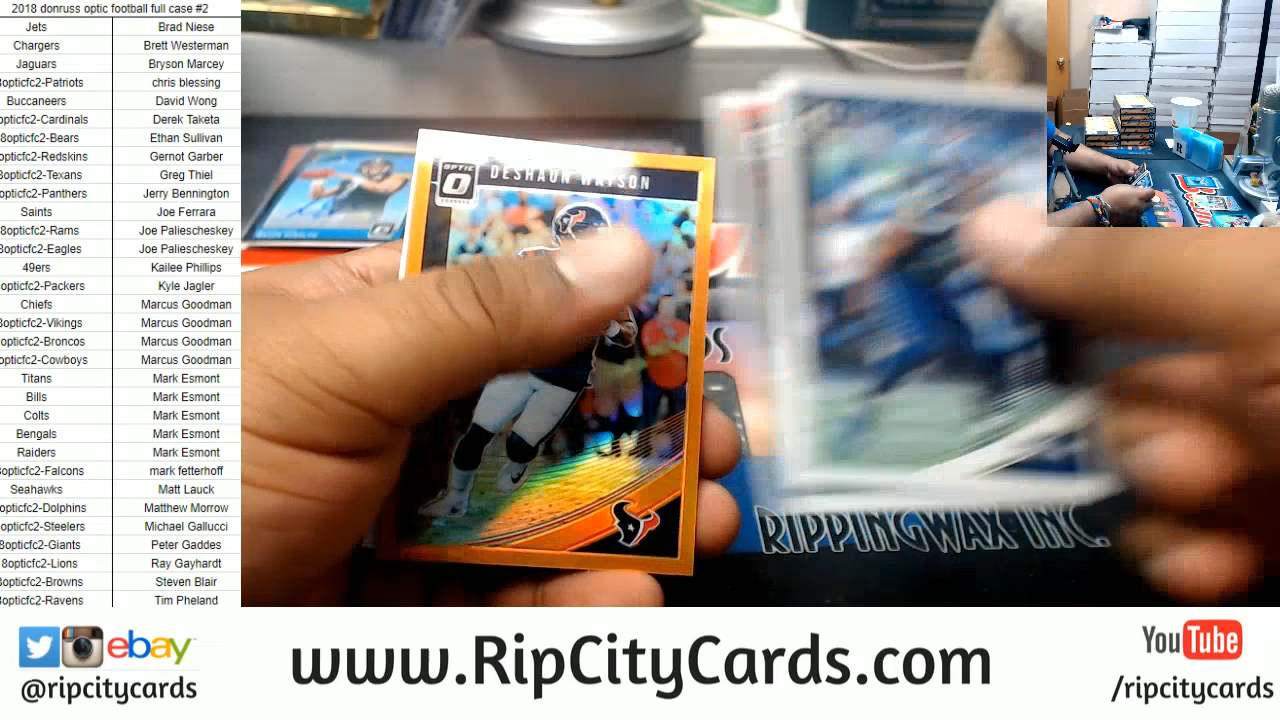 2018 donruss optic football full case #2
Jets Brad Niese
Chargers Brett Westerman
Jaguars Bryson Marcey
8opticfc2-Patriots chris blessing
Buccaneers David Wong
opticfc2-Cardinals Derek Taketa
8opticfc2-Bears Ethan Sullivan
opticfc2-Redskins Gernot Garber
8opticfc2-Texans Greg Thiel
opticfc2-Panthers Jerry Bennington
Saints Joe Ferrara
8opticfc2-Rams Joe Paliescheskey
8opticfc2-Eagles Joe Paliescheskey
49ers Kailee Phillips
opticfc2-Packers Kyle Jagler
Chiefs Marcus Goodman
8opticfc2-Vikings Marcus Goodman
opticfc2-Broncos Marcus Goodman
opticfc2-Cowboys Marcus Goodman
Titans Mark Esmont
Bills Mark Esmont
Colts Mark Esmont
Bengals Mark Esmont
Raiders Mark Esmont
8opticfc2-Falcons mark fetterhoff
Seahawks Matt Lauck
opticfc2-Dolphins Matthew Morrow
opticfc2-Steelers Michael Gallucci
8opticfc2-Giants Peter Gaddes
8opticfc2-Lions Ray Gayhardt
8opticfc2-Browns Steven Blair
8opticfc2-Ravens Tim Pheland
OPTIC
DESHAUN WATSON
RIPPINGWAX INC.
ebay
@ripcitycards
www.RipCityCards.com
YouTube
/ripcitycards